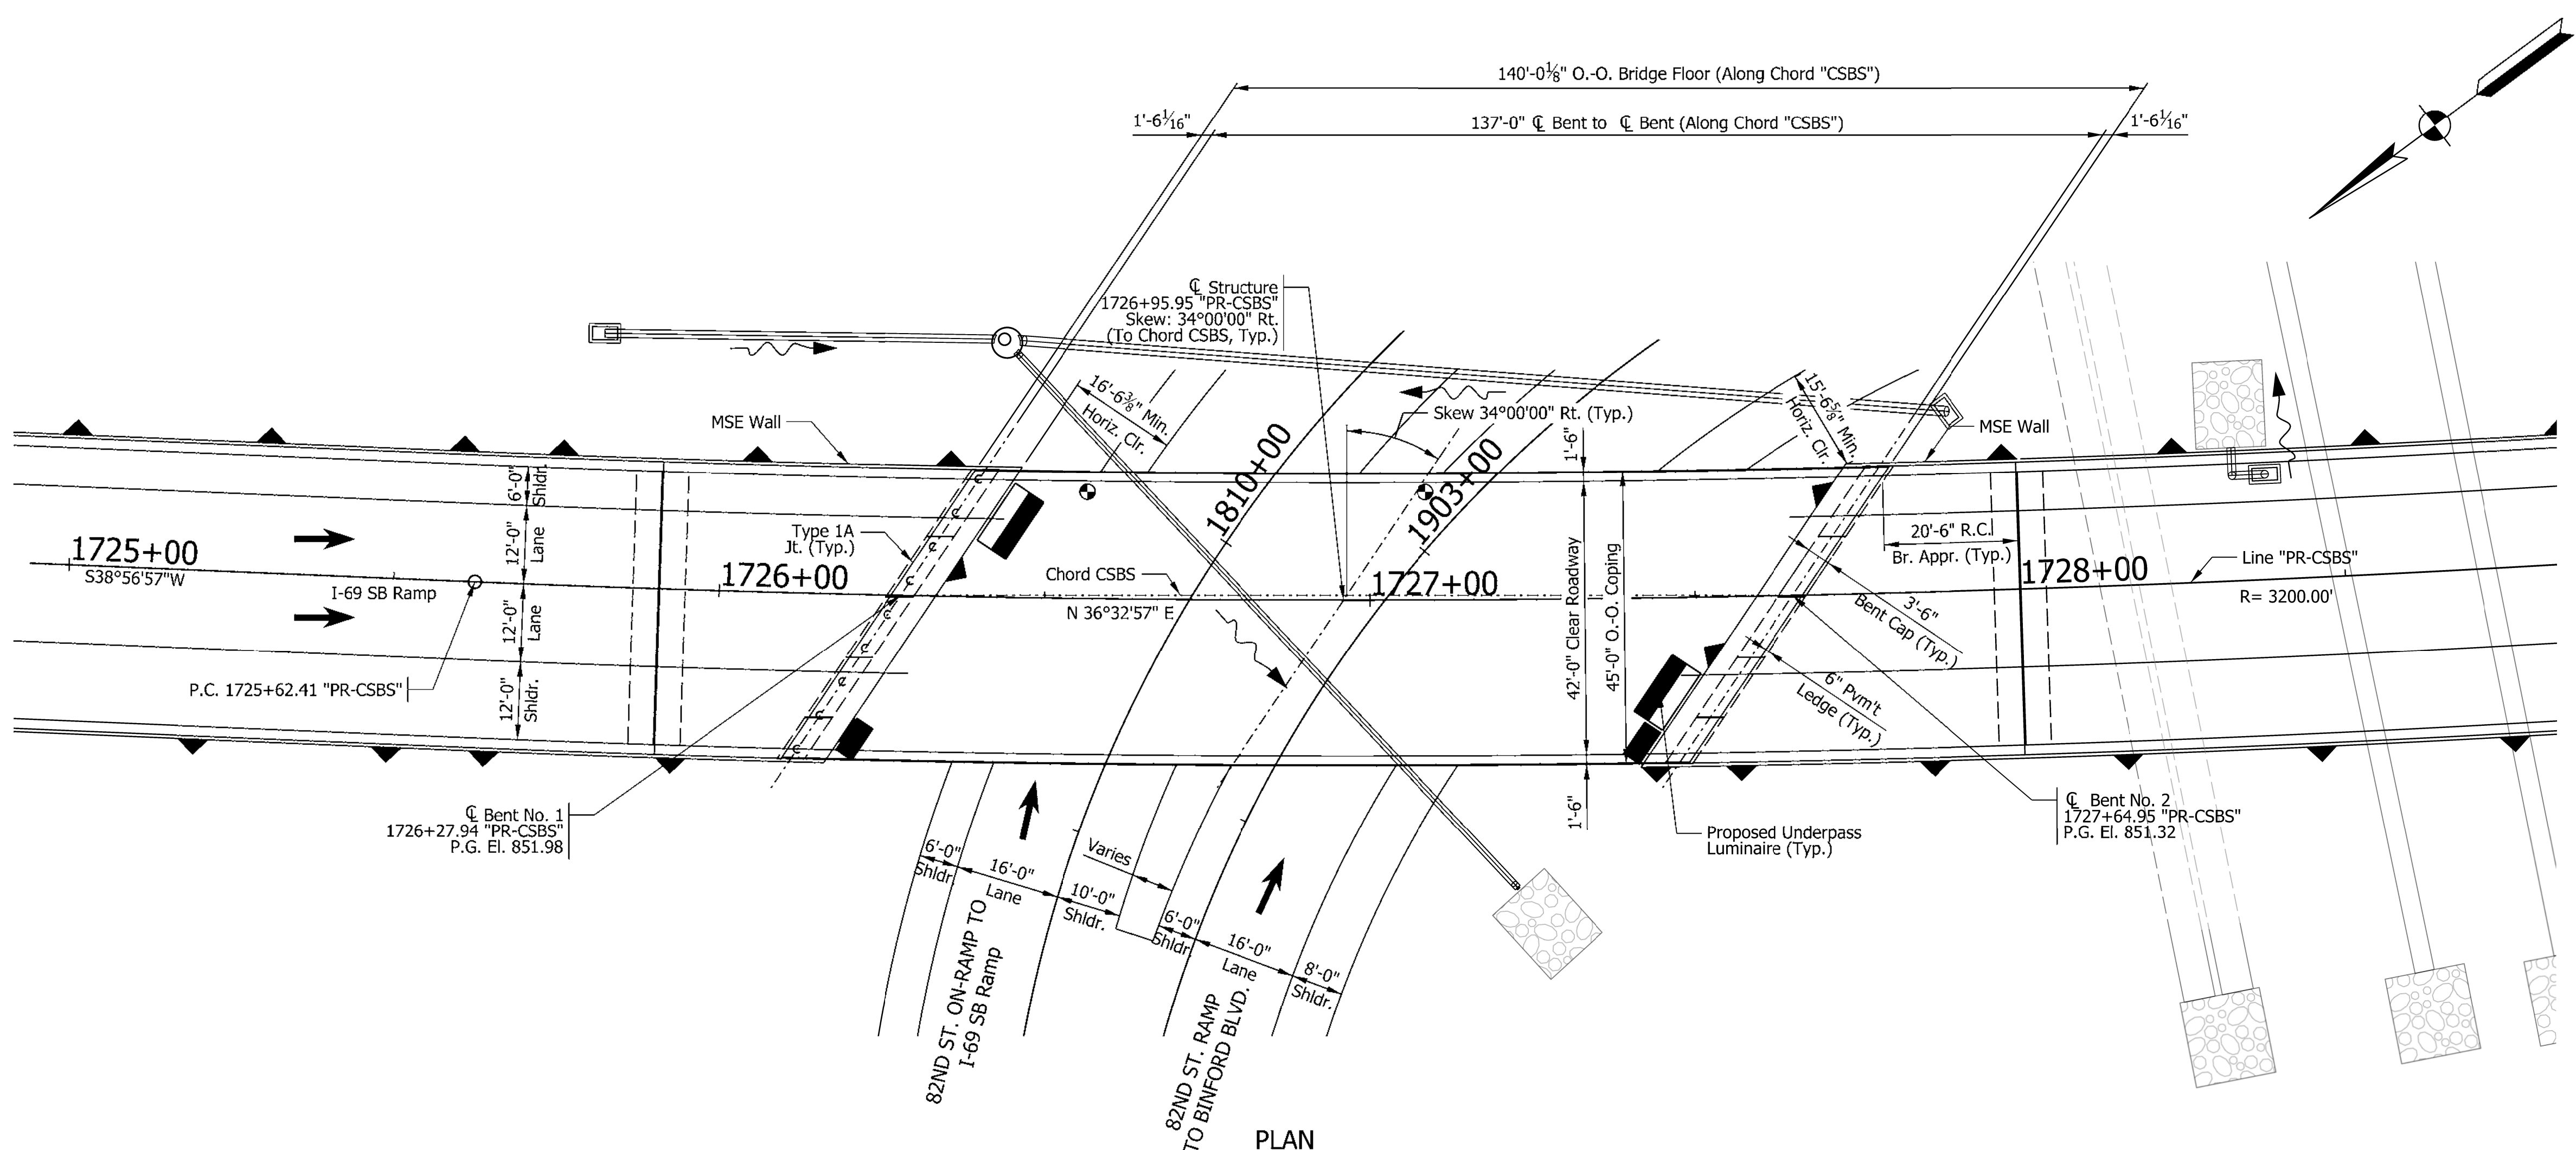 140'-0⅛" O.-O. Bridge Floor (Along Chord "CSBS")
1'-6 1/16"
137'-0" ℄ Bent to ℄ Bent (Along Chord "CSBS")
1'-6 1/16"
℄ Structure
1726+95.95 "PR-CSBS"
Skew: 34°00'00" Rt.
(To Chord CSBS, Typ.)
16'-6⅜" Min.
Horiz. Clr.
15'-6⅝" Min.
Horiz. Clr.
Skew 34°00'00" Rt. (Typ.)
MSE Wall
MSE Wall
1810+00
1903+00
1'-6"
6'-0"
Shldr.
12'-0"
Lane
12'-0"
Lane
12'-0"
Shldr.
Type 1A
Jt. (Typ.)
1725+00
S38°56'57"W
I-69 SB Ramp
1726+00
Chord CSBS
N 36°32'57" E
1727+00
42'-0" Clear Roadway
45'-0" O.-O. Coping
20'-6" R.C.
Br. Appr. (Typ.)
1728+00
Line "PR-CSBS"
R= 3200.00'
3'-6"
Bent Cap (Typ.)
6" Pvm't
Ledge (Typ.)
P.C. 1725+62.41 "PR-CSBS"
℄ Bent No. 1
1726+27.94 "PR-CSBS"
P.G. El. 851.98
1'-6"
℄ Bent No. 2
1727+64.95 "PR-CSBS"
P.G. El. 851.32
Proposed Underpass
Luminaire (Typ.)
6'-0"
Shldr.
16'-0"
Lane
10'-0"
Shldr.
Varies
6'-0"
Shldr.
16'-0"
Lane
8'-0"
Shldr.
82ND ST. ON-RAMP TO
I-69 SB Ramp
82ND ST. RAMP
TO BINFORD BLVD.
PLAN